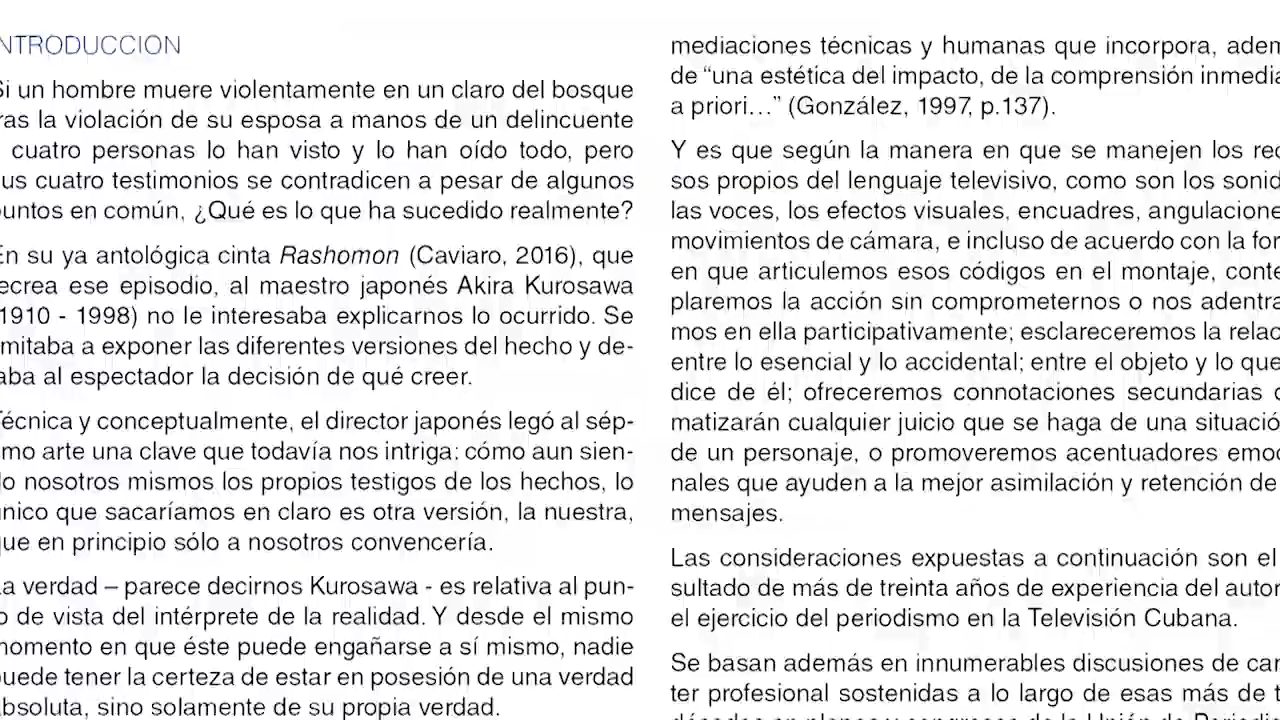 NTRODUCCION
Si un hombre muere violentamente en un claro del bosque
ras la violación de su esposa a manos de un delincuente
cuatro personas lo han visto y lo han oído todo, pero
us cuatro testimonios se contradicen a pesar de algunos
untos en común, ¿Qué es lo que ha sucedido realmente?
En su ya antológica cinta Rashomon (Caviaro, 2016), que
ecrea ese episodio, al maestro japonés Akira Kurosawa
1910 - 1998) no le interesaba explicarnos lo ocurrido. Se
mitaba a exponer las diferentes versiones del hecho y de-
aba al espectador la decisión de qué creer.
Técnica y conceptualmente, el director japonés legó al sép-
mo arte una clave que todavía nos intriga: cómo aun sien-
o nosotros mismos los propios testigos de los hechos, lo
nico que sacaríamos en claro es otra versión, la nuestra,
ue en principio sólo a nosotros convencería.
a verdad – parece decirnos Kurosawa - es relativa al pun-
o de vista del intérprete de la realidad. Y desde el mismo
momento en que éste puede engañarse a sí mismo, nadie
uede tener la certeza de estar en posesión de una verdad
bsoluta, sino solamente de su propia verdad.
mediaciones técnicas y humanas que incorpora, adem
de “una estética del impacto, de la comprensión inmedia
a priori…” (González, 1997, p.137).
Y es que según la manera en que se manejen los rec
sos propios del lenguaje televisivo, como son los sonid
las voces, los efectos visuales, encuadres, angulacione
movimientos de cámara, e incluso de acuerdo con la for
en que articulemos esos códigos en el montaje, conte
plaremos la acción sin comprometernos o nos adentra
mos en ella participativamente; esclareceremos la relac
entre lo esencial y lo accidental; entre el objeto y lo que
dice de él; ofreceremos connotaciones secundarias
matizarán cualquier juicio que se haga de una situació
de un personaje, o promoveremos acentuadores emoc
nales que ayuden a la mejor asimilación y retención de
mensajes.
Las consideraciones expuestas a continuación son el
sultado de más de treinta años de experiencia del autor
el ejercicio del periodismo en la Televisión Cubana.
Se basan además en innumerables discusiones de car
ter profesional sostenidas a lo largo de esas más de t